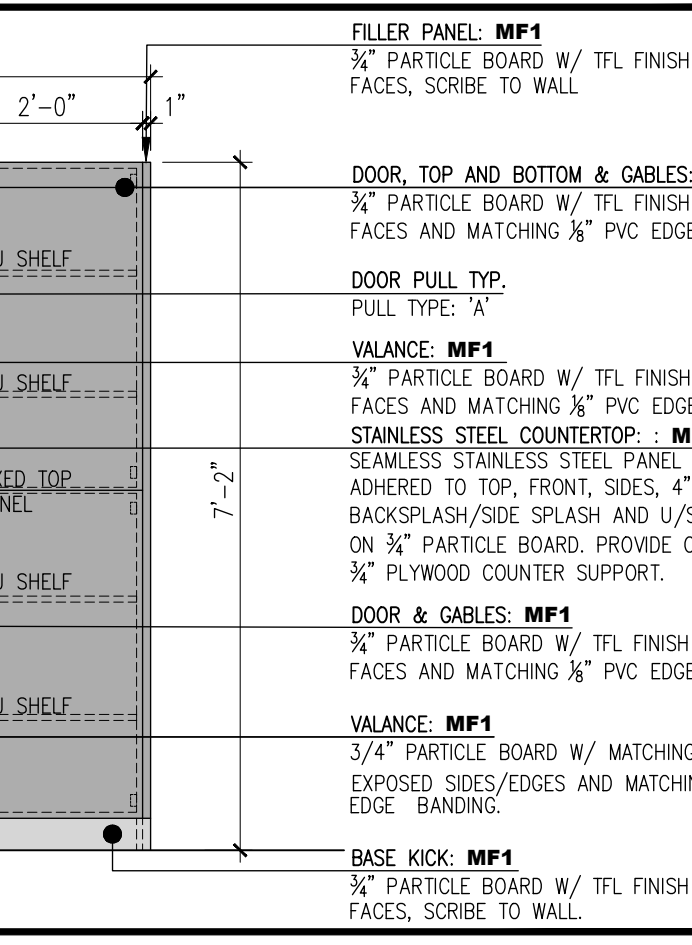 FILLER PANEL: MF1
¾" PARTICLE BOARD W/ TFL FINISH
FACES, SCRIBE TO WALL
2'-0"
1"
DOOR, TOP AND BOTTOM & GABLES:
¾" PARTICLE BOARD W/ TFL FINISH
FACES AND MATCHING ⅛" PVC EDGE
SHELF
DOOR PULL TYP.
PULL TYPE: 'A'
VALANCE: MF1
¾" PARTICLE BOARD W/ TFL FINISH
FACES AND MATCHING ⅛" PVC EDGE
SHELF
STAINLESS STEEL COUNTERTOP: :
SEAMLESS STAINLESS STEEL PANEL
ADHERED TO TOP, FRONT, SIDES, 4"
BACKSPLASH/SIDE SPLASH AND
ON ¾" PARTICLE BOARD. PROVIDE
¾" PLYWOOD COUNTER SUPPORT.
TOP
7'-2"
SHELF
DOOR & GABLES: MF1
¾" PARTICLE BOARD W/ TFL FINISH
FACES AND MATCHING ⅛" PVC EDGE
SHELF
VALANCE: MF1
3/4" PARTICLE BOARD W/ MATCHING
EXPOSED SIDES/EDGES AND
EDGE BANDING.
BASE KICK: MF1
¾" PARTICLE BOARD W/ TFL FINISH
FACES, SCRIBE TO WALL.